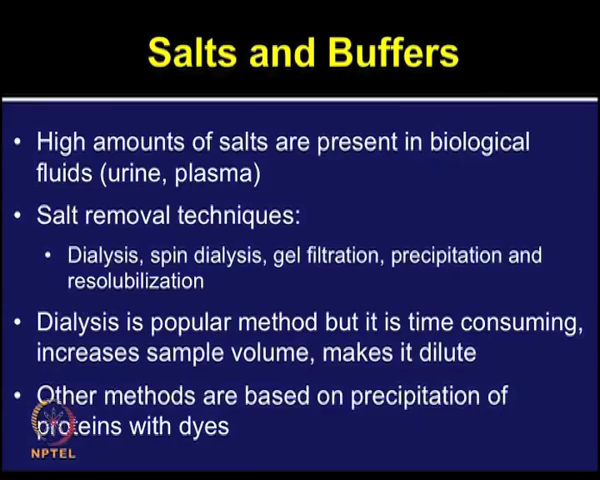 Salts and Buffers
• High amounts of salts are present in biological
fluids (urine, plasma)
• Salt removal techniques:
• Dialysis, spin dialysis, gel filtration, precipitation and
resolubilization
• Dialysis is popular method but it is time consuming,
increases sample volume, makes it dilute
• Other methods are based on precipitation of
proteins with dyes
NPTEL